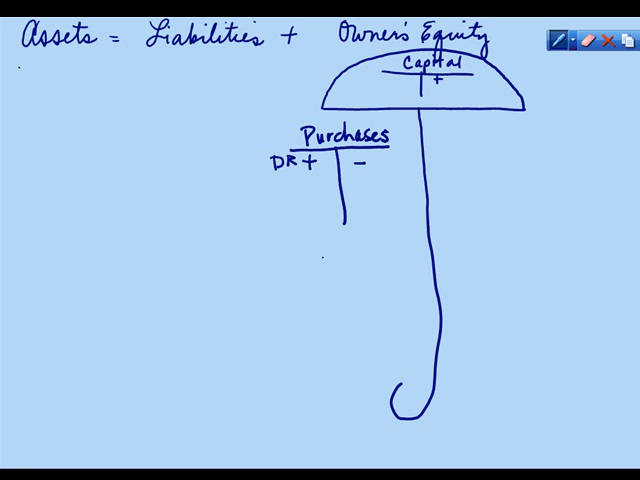 Assets = Liabilities + Owner's Equity
Capital
+
Purchases
DR + -